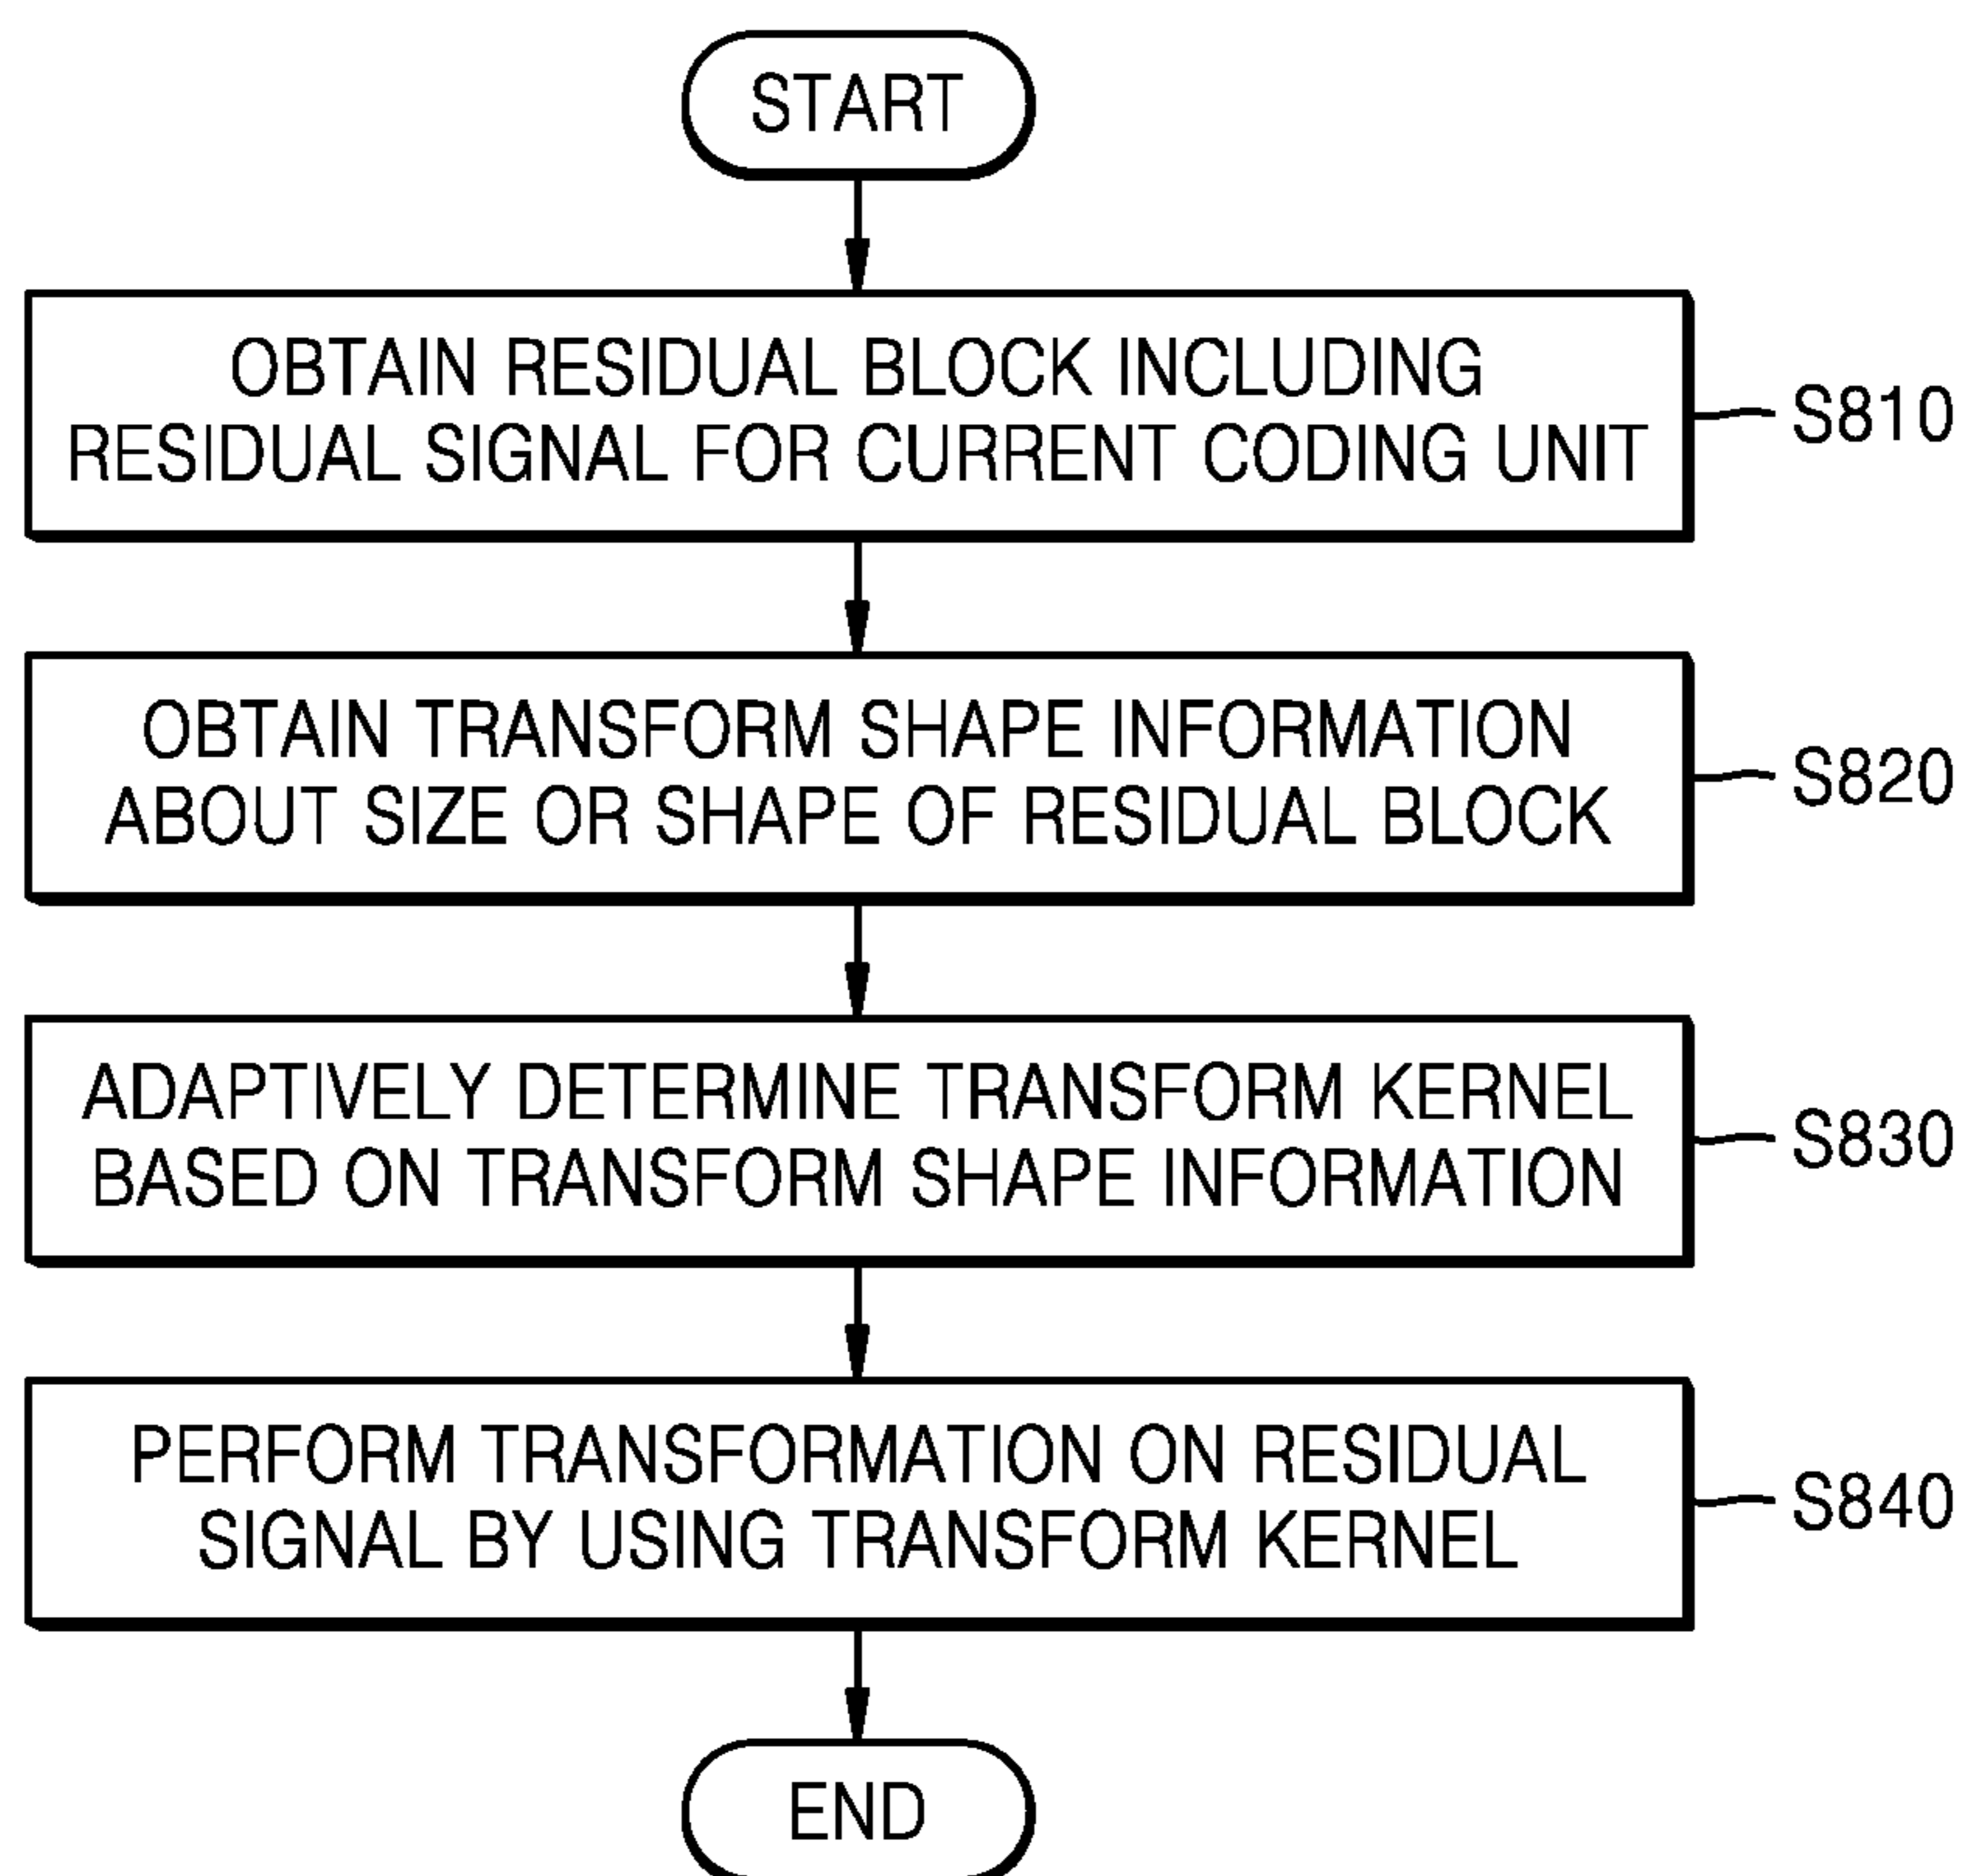 START
OBTAIN RESIDUAL BLOCK INCLUDING
RESIDUAL SIGNAL FOR CURRENT CODING UNIT
S810
OBTAIN TRANSFORM SHAPE INFORMATION
ABOUT SIZE OR SHAPE OF RESIDUAL BLOCK
S820
ADAPTIVELY DETERMINE TRANSFORM KERNEL
BASED ON TRANSFORM SHAPE INFORMATION
S830
PERFORM TRANSFORMATION ON RESIDUAL
SIGNAL BY USING TRANSFORM KERNEL
S840
END